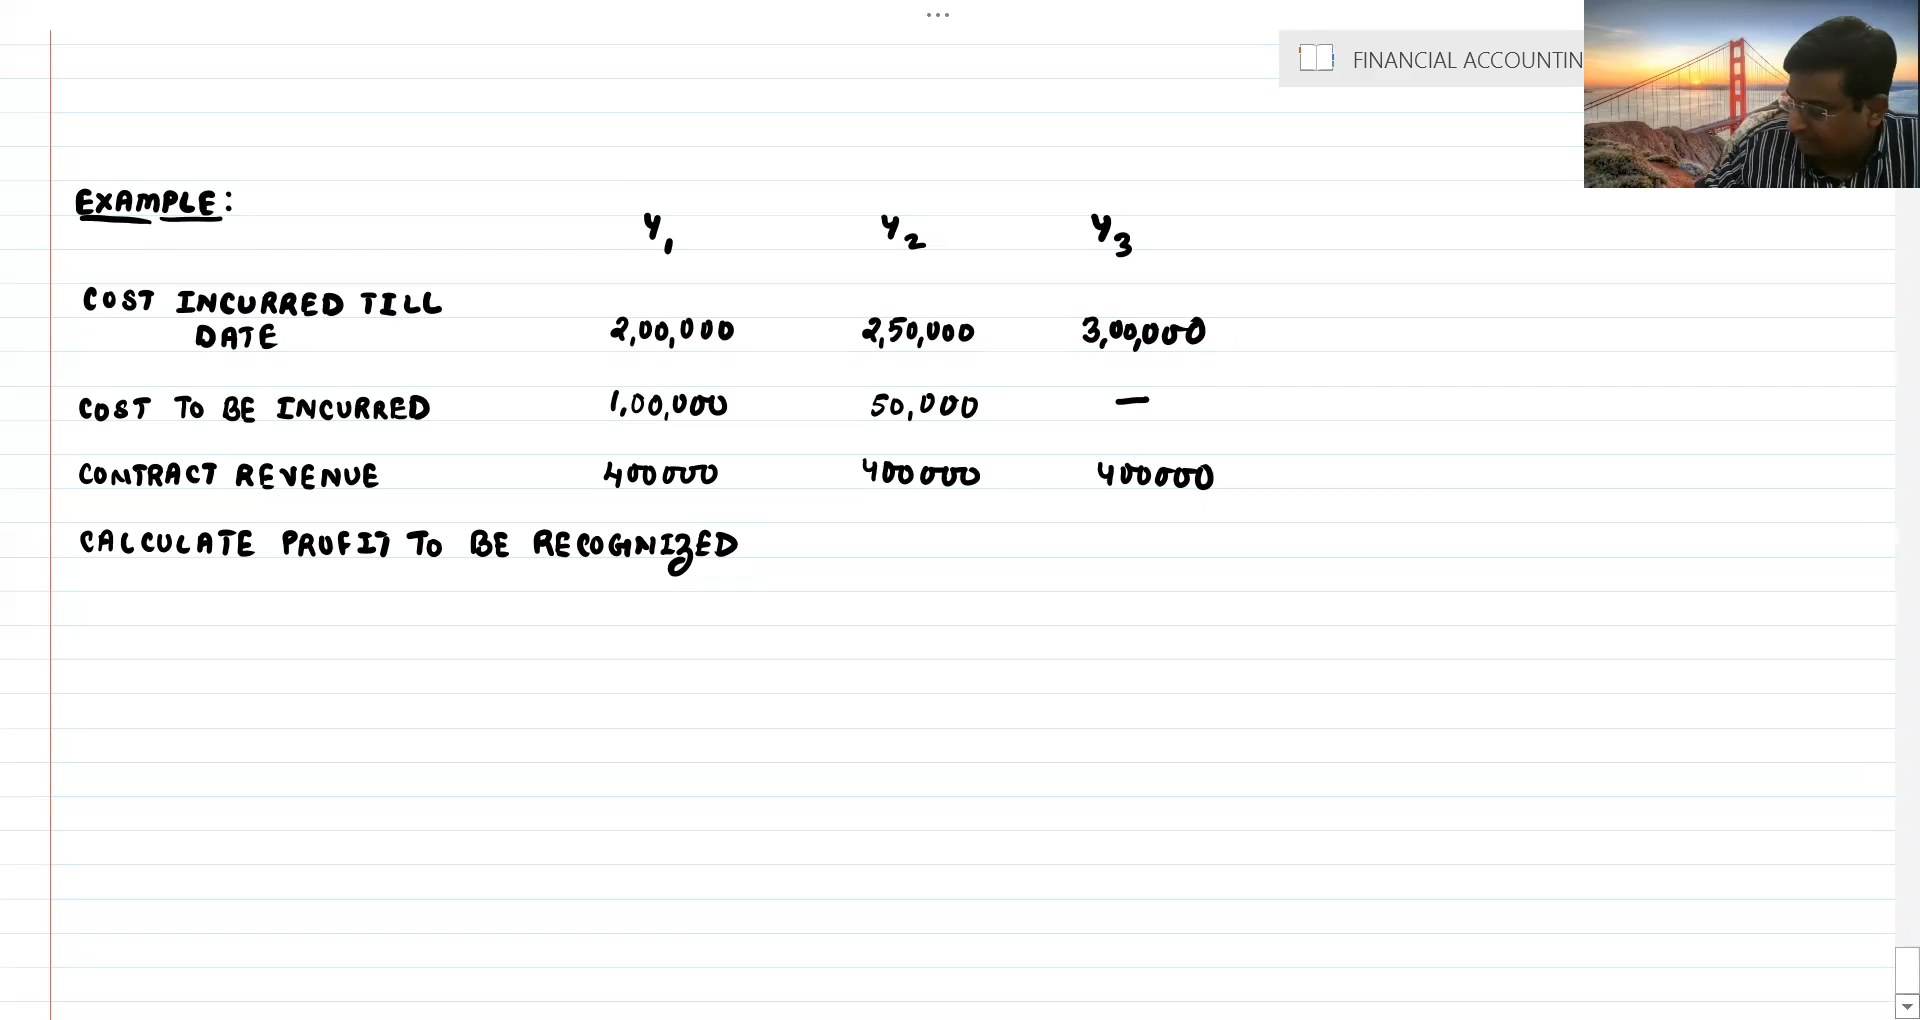 FINANCIAL ACCOUNTIN
EXAMPLE:
Y1 Y2 Y3
COST INCURRED TILL
DATE 2,00,000 2,50,000 3,00,000
COST TO BE INCURRED 1,00,000 50,000 —
CONTRACT REVENUE 400000 400000 400000
CALCULATE PROFIT TO BE RECOGNIZED